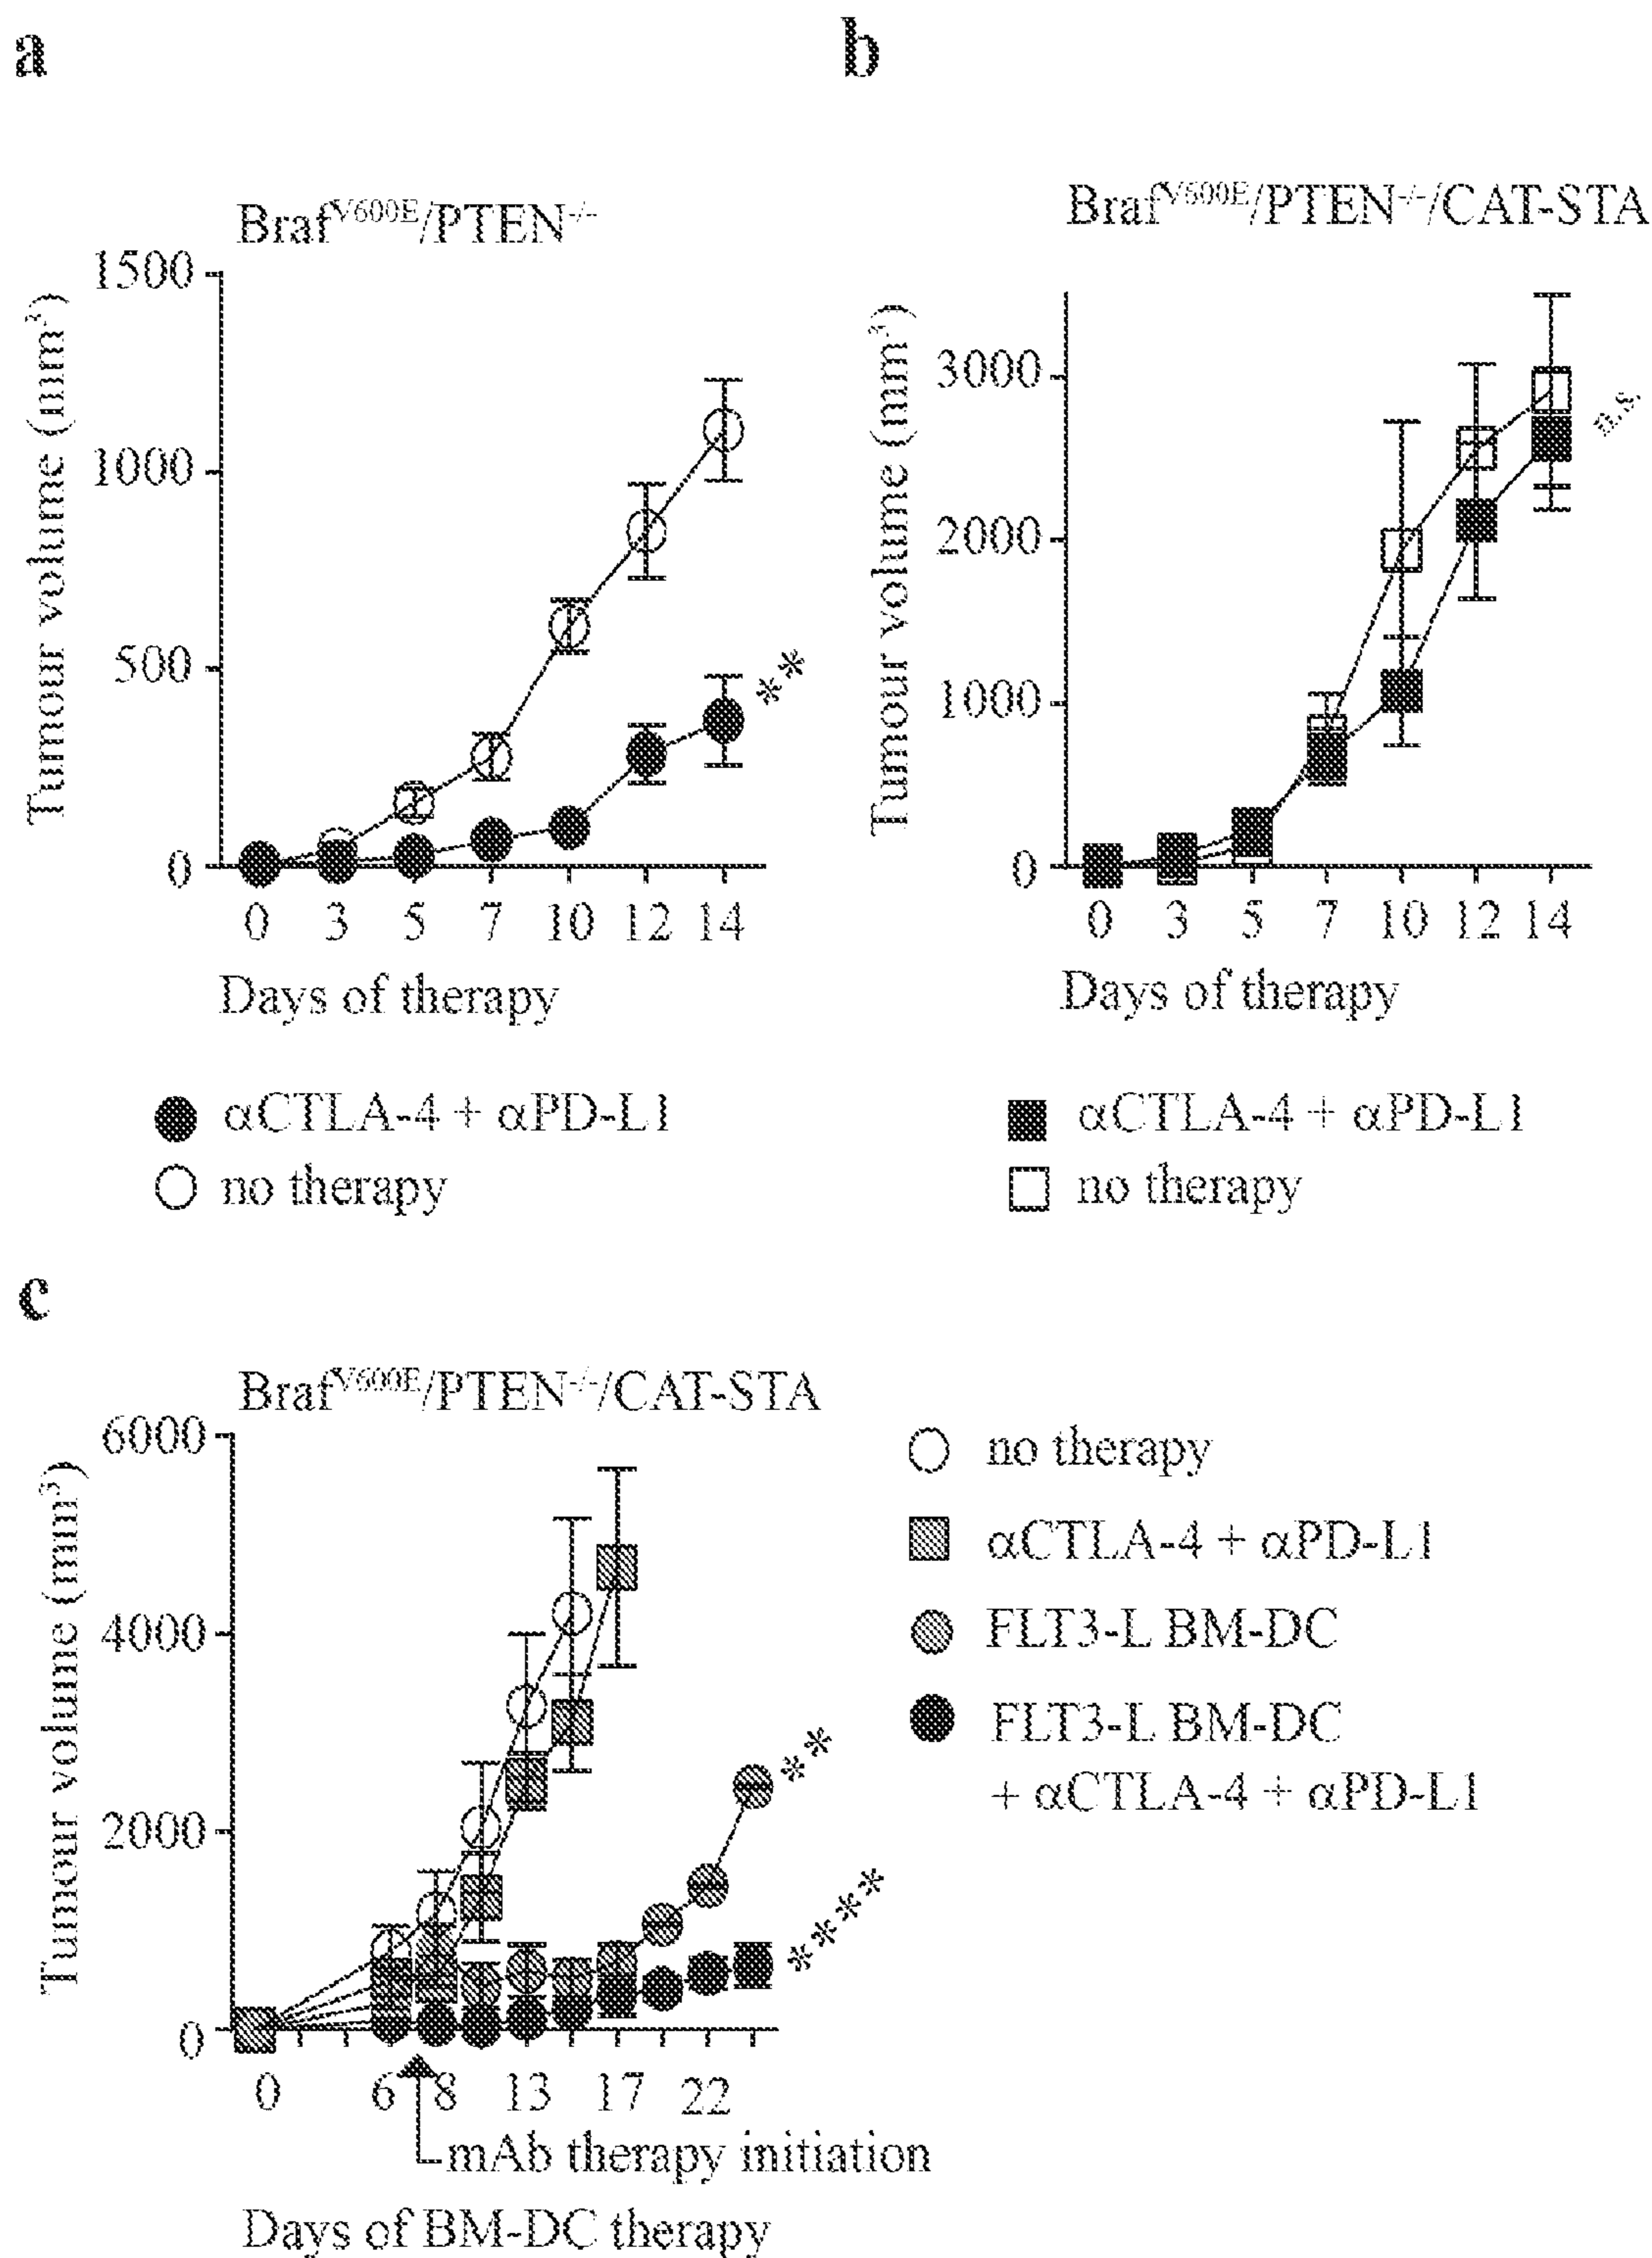 a
Braf^V600E/PTEN^-/-
Tumour volume (mm³)
1500
1000
500
0
**
0 3 5 7 10 12 14
Days of therapy
αCTLA-4 + αPD-L1
no therapy
b
Braf^V600E/PTEN^-/-/CAT-STA
Tumour volume (mm³)
3000
2000
1000
0
n.s.
0 3 5 7 10 12 14
Days of therapy
αCTLA-4 + αPD-L1
no therapy
c
Braf^V600E/PTEN^-/-/CAT-STA
Tumour volume (mm³)
6000
4000
2000
0
**
****
0 6 8 13 17 22
mAb therapy initiation
Days of BM-DC therapy
no therapy
αCTLA-4 + αPD-L1
FLT3-L BM-DC
FLT3-L BM-DC
+ αCTLA-4 + αPD-L1